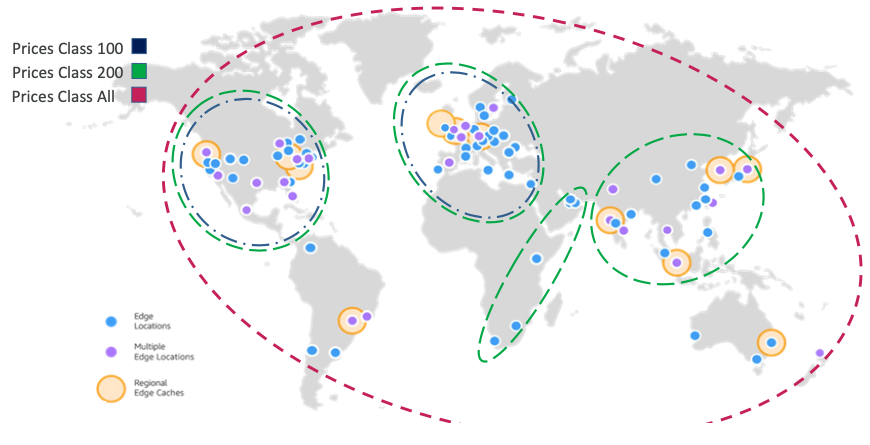 Prices Class 100
Prices Class 200
Prices Class All
Edge
Locations
Multiple
Edge Locations
Regional
Edge Caches